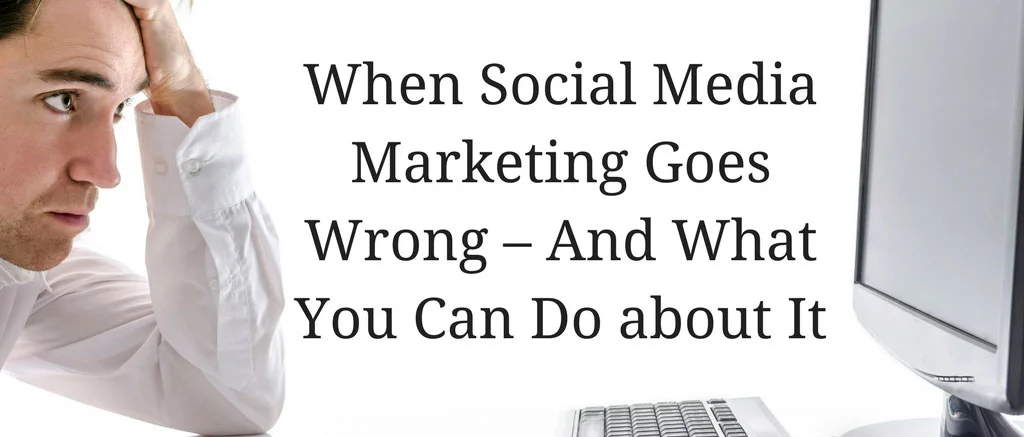 When Social Media
Marketing Goes
Wrong – And What
You Can Do about It